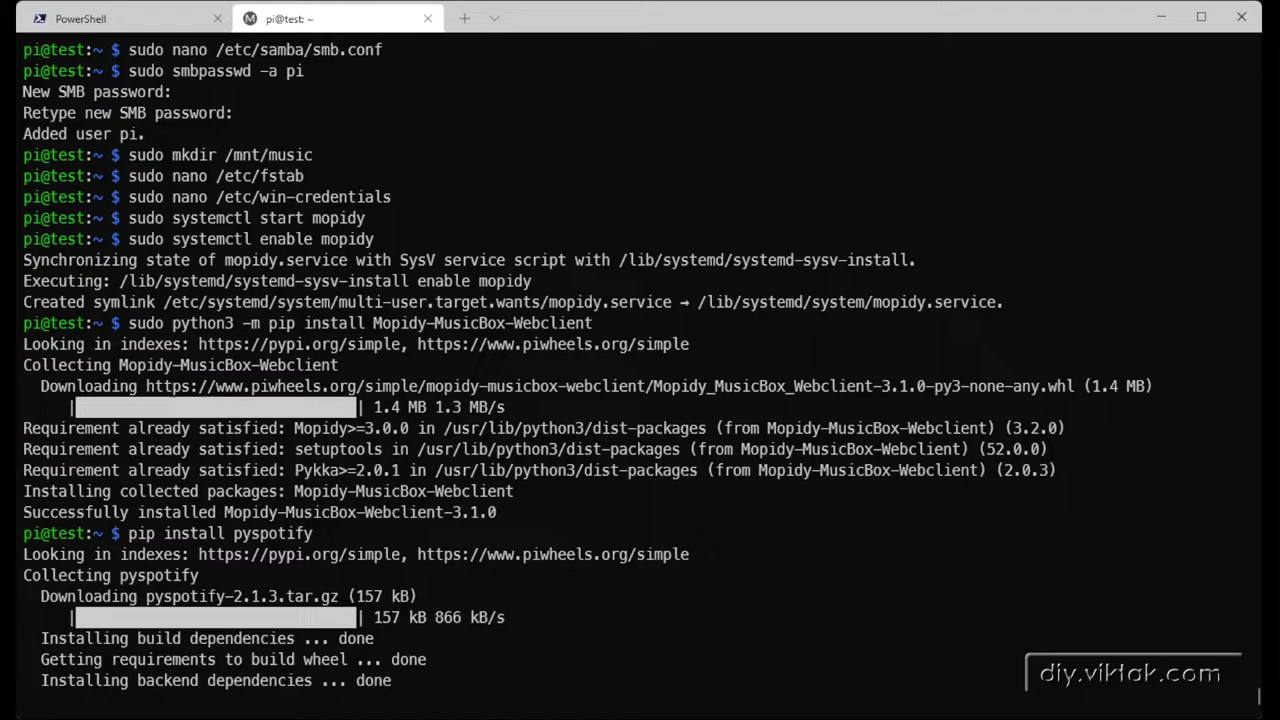 PowerShell
pi@test: ~
pi@test:~ $ sudo nano /etc/samba/smb.conf
pi@test:~ $ sudo smbpasswd -a pi
New SMB password:
Retype new SMB password:
Added user pi.
pi@test:~ $ sudo mkdir /mnt/music
pi@test:~ $ sudo nano /etc/fstab
pi@test:~ $ sudo nano /etc/win-credentials
pi@test:~ $ sudo systemctl start mopidy
pi@test:~ $ sudo systemctl enable mopidy
Synchronizing state of mopidy.service with SysV service script with /lib/systemd/systemd-sysv-install.
Executing: /lib/systemd/systemd-sysv-install enable mopidy
Created symlink /etc/systemd/system/multi-user.target.wants/mopidy.service → /lib/systemd/system/mopidy.service.
pi@test:~ $ sudo python3 -m pip install Mopidy-MusicBox-Webclient
Looking in indexes: https://pypi.org/simple, https://www.piwheels.org/simple
Collecting Mopidy-MusicBox-Webclient
Downloading https://www.piwheels.org/simple/mopidy-musicbox-webclient/Mopidy_MusicBox_Webclient-3.1.0-py3-none-any.whl (1.4 MB)
| | 1.4 MB 1.3 MB/s
Requirement already satisfied: Mopidy>=3.0.0 in /usr/lib/python3/dist-packages (from Mopidy-MusicBox-Webclient) (3.2.0)
Requirement already satisfied: setuptools in /usr/lib/python3/dist-packages (from Mopidy-MusicBox-Webclient) (52.0.0)
Requirement already satisfied: Pykka>=2.0.1 in /usr/lib/python3/dist-packages (from Mopidy-MusicBox-Webclient) (2.0.3)
Installing collected packages: Mopidy-MusicBox-Webclient
Successfully installed Mopidy-MusicBox-Webclient-3.1.0
pi@test:~ $ pip install pyspotify
Looking in indexes: https://pypi.org/simple, https://www.piwheels.org/simple
Collecting pyspotify
Downloading pyspotify-2.1.3.tar.gz (157 kB)
| | 157 kB 866 kB/s
Installing build dependencies ... done
Getting requirements to build wheel ... done
Installing backend dependencies ... done
diy.viktak.com